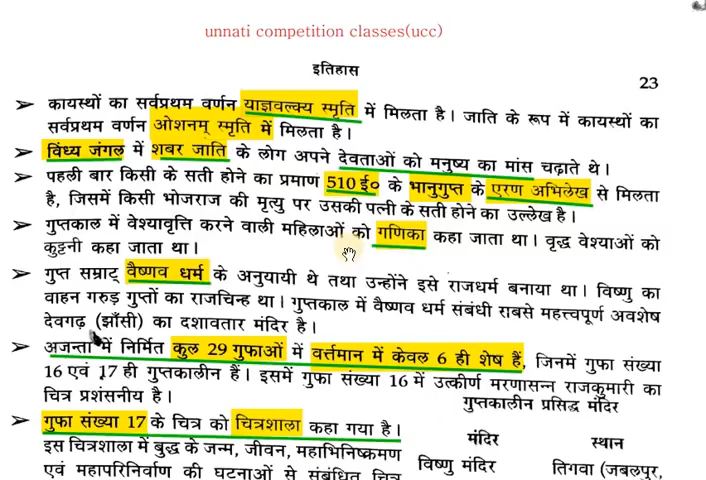 unnati competition classes(ucc)
इतिहास
23
➢ कायस्थों का सर्वप्रथम वर्णन याज्ञवल्क्य स्मृति में मिलता है। जाति के रूप में कायस्थों का
सर्वप्रथम वर्णन ओशनम् स्मृति में मिलता है।
➢ विंध्य जंगल में शबर जाति के लोग अपने देवताओं को मनुष्य का मांस चढ़ाते थे।
➢ पहली बार किसी के सती होने का प्रमाण 510 ई० के भानुगुप्त के एरण अभिलेख से मिलता
है, जिसमें किसी भोजराज की मृत्यु पर उसकी पत्नी के सती होने का उल्लेख है।
➢ गुप्तकाल में वेश्यावृत्ति करने वाली महिलाओं को गणिका कहा जाता था। वृद्ध वेश्याओं को
कुट्टनी कहा जाता था।
➢ गुप्त सम्राट् वैष्णव धर्म के अनुयायी थे तथा उन्होंने इसे राजधर्म बनाया था। विष्णु का
वाहन गरुड़ गुप्तों का राजचिन्ह था। गुप्तकाल में वैष्णव धर्म संबंधी राबसे महत्त्वपूर्ण अवशेष
देवगढ़ (झाँसी) का दशावतार मंदिर है।
➢ अजन्ता में निर्मित कुल 29 गुफाओं में वर्त्तमान में केवल 6 ही शेष हैं, जिनमें गुफा संख्या
16 एवं 17 ही गुप्तकालीन हैं। इसमें गुफा संख्या 16 में उत्कीर्ण मरणासन्न राजकुमारी का
चित्र प्रशंसनीय है।
➢ गुफा संख्या 17 के चित्र को चित्रशाला कहा गया है।
इस चित्रशाला में बुद्ध के जन्म, जीवन, महाभिनिष्क्रमण
एवं महापरिनिर्वाण की घटनाओं से संबंधित चित्र
गुप्तकालीन प्रसिद्ध मंदिर
मंदिर स्थान
विष्णु मंदिर तिगवा (जबलपुर,